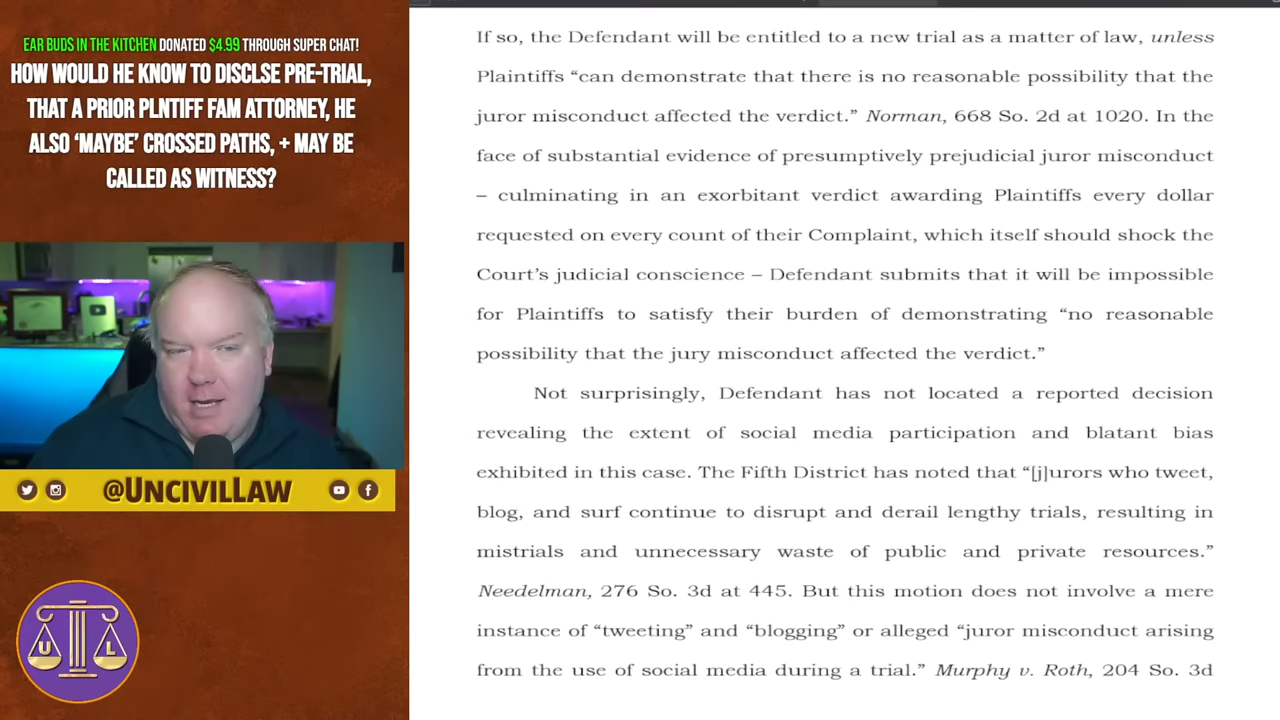 EAR BUDS IN THE KITCHEN DONATED $4.99 THROUGH SUPER CHAT!
HOW WOULD HE KNOW TO DISCLSE PRE-TRIAL,
THAT A PRIOR PLNTIFF FAM ATTORNEY, HE
ALSO ‘MAYBE’ CROSSED PATHS, + MAY BE
CALLED AS WITNESS?
@UNCIVILLAW
U L
If so, the Defendant will be entitled to a new trial as a matter of law, unless
Plaintiffs “can demonstrate that there is no reasonable possibility that the
juror misconduct affected the verdict.” Norman, 668 So. 2d at 1020. In the
face of substantial evidence of presumptively prejudicial juror misconduct
– culminating in an exorbitant verdict awarding Plaintiffs every dollar
requested on every count of their Complaint, which itself should shock the
Court’s judicial conscience – Defendant submits that it will be impossible
for Plaintiffs to satisfy their burden of demonstrating “no reasonable
possibility that the jury misconduct affected the verdict.”
Not surprisingly, Defendant has not located a reported decision
revealing the extent of social media participation and blatant bias
exhibited in this case. The Fifth District has noted that “[j]urors who tweet,
blog, and surf continue to disrupt and derail lengthy trials, resulting in
mistrials and unnecessary waste of public and private resources.”
Needelman, 276 So. 3d at 445. But this motion does not involve a mere
instance of “tweeting” and “blogging” or alleged “juror misconduct arising
from the use of social media during a trial.” Murphy v. Roth, 204 So. 3d